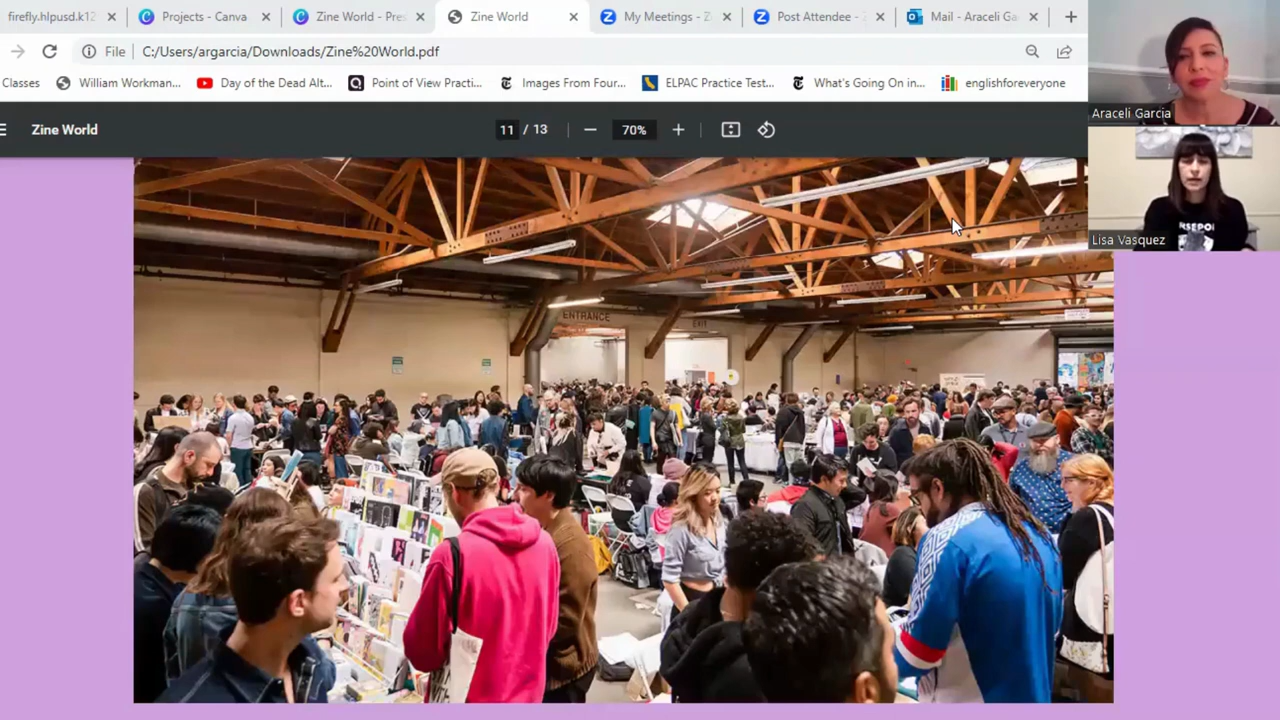 firefly.hlpusd.k12
Projects - Canva
Zine World - Pres
Zine World
My Meetings - Z
Post Attendee -
Mail - Araceli Ga
File
C:/Users/argarcia/Downloads/Zine%20World.pdf
Classes
William Workman...
Day of the Dead Alt...
Point of View Practi...
Images From Four...
ELPAC Practice Test...
What's Going On in...
englishforeveryone
Zine World
11 / 13
70%
Araceli Garcia
Lisa Vasquez
ENTRANCE
EXIT